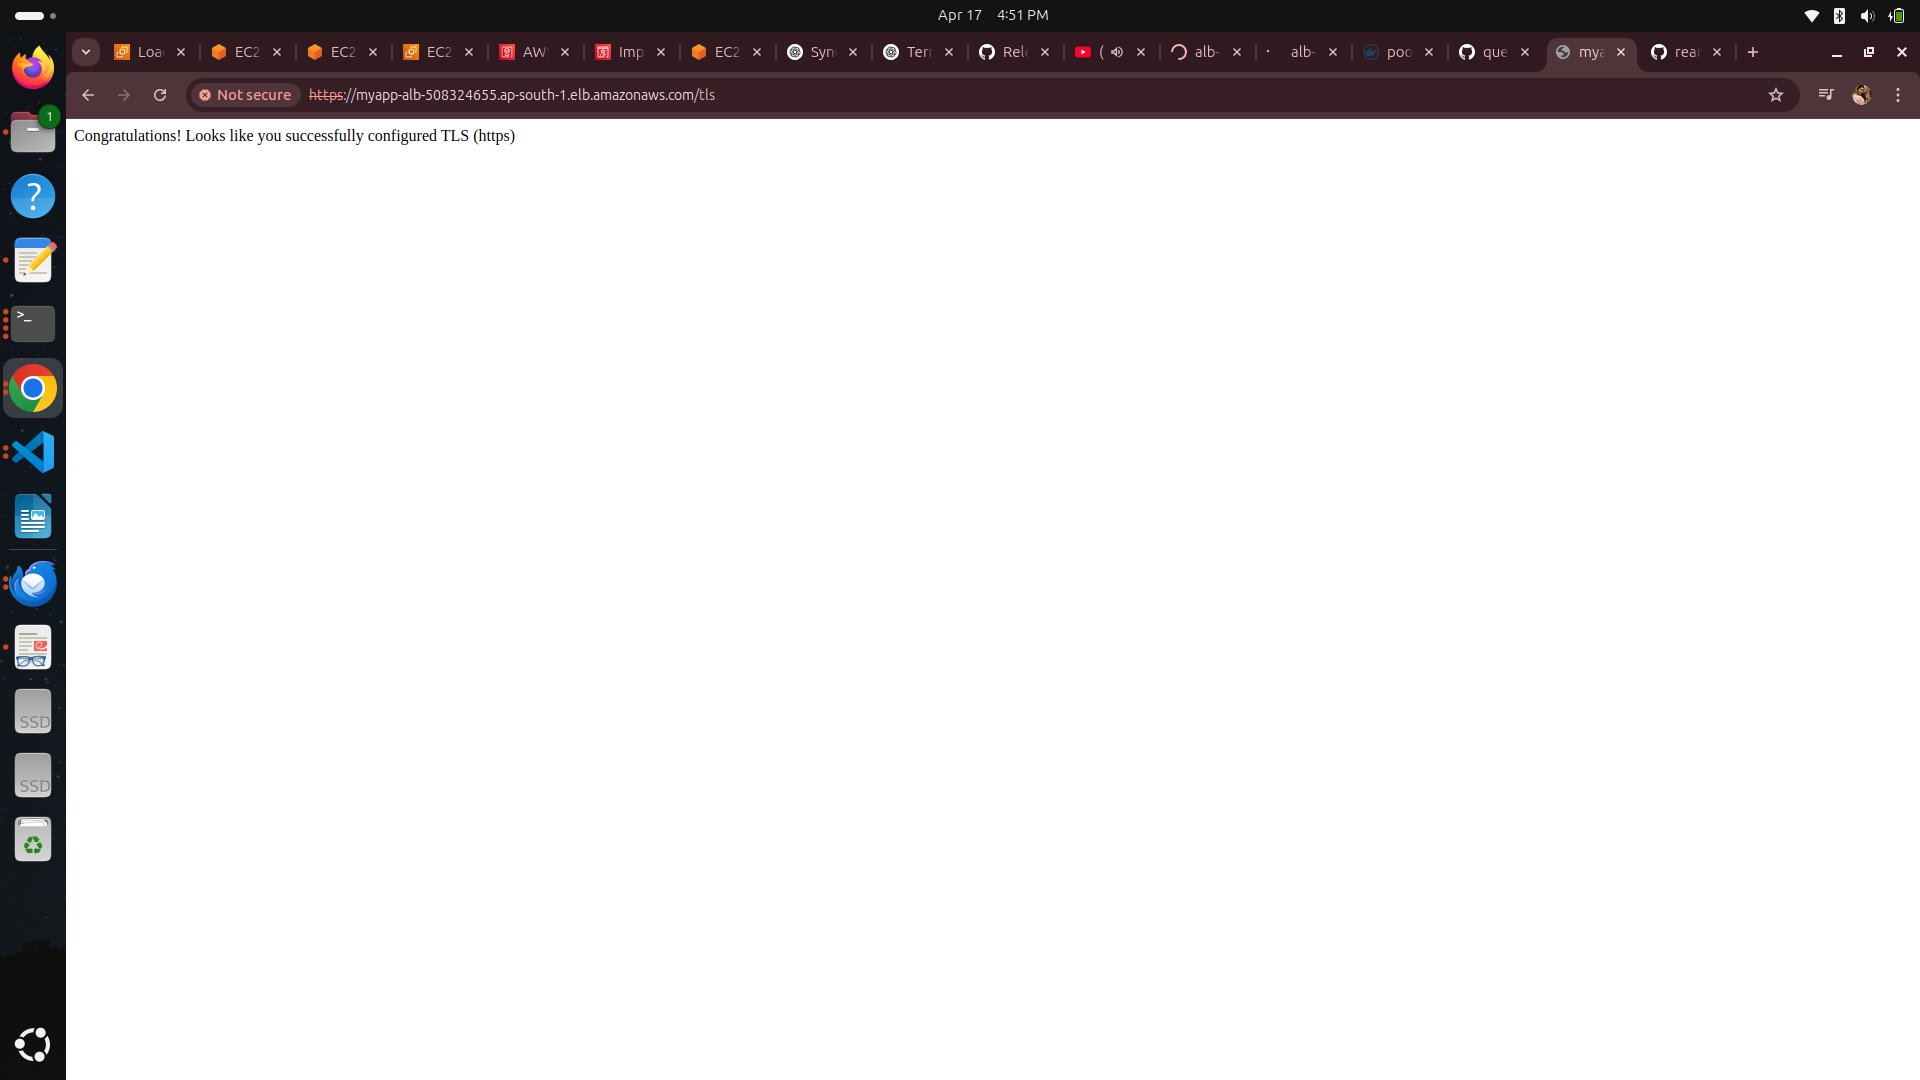 Apr 17 4:51 PM
Loa
EC2
EC2
EC2
AW
Imp
EC2
Syn
Ter
Rel
(
alb-
alb-
poo
que
mya
rear
Not secure https://myapp-alb-508324655.ap-south-1.elb.amazonaws.com/tls
Congratulations! Looks like you successfully configured TLS (https)
1
?
>_
SSD
SSD